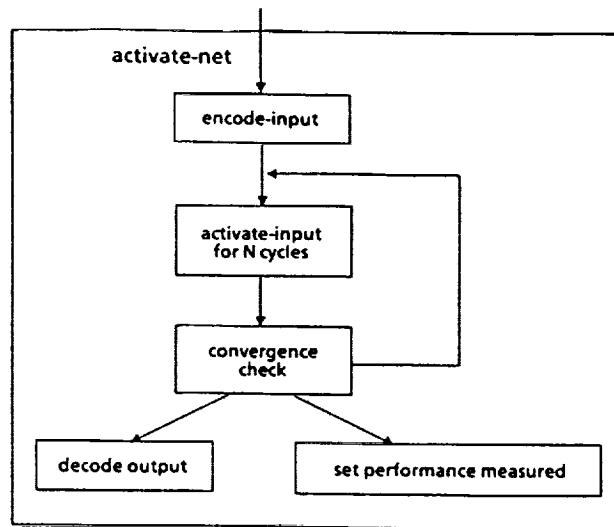 activate-net
encode-input
activate-input
for N cycles
convergence
check
decode output
set performance measured